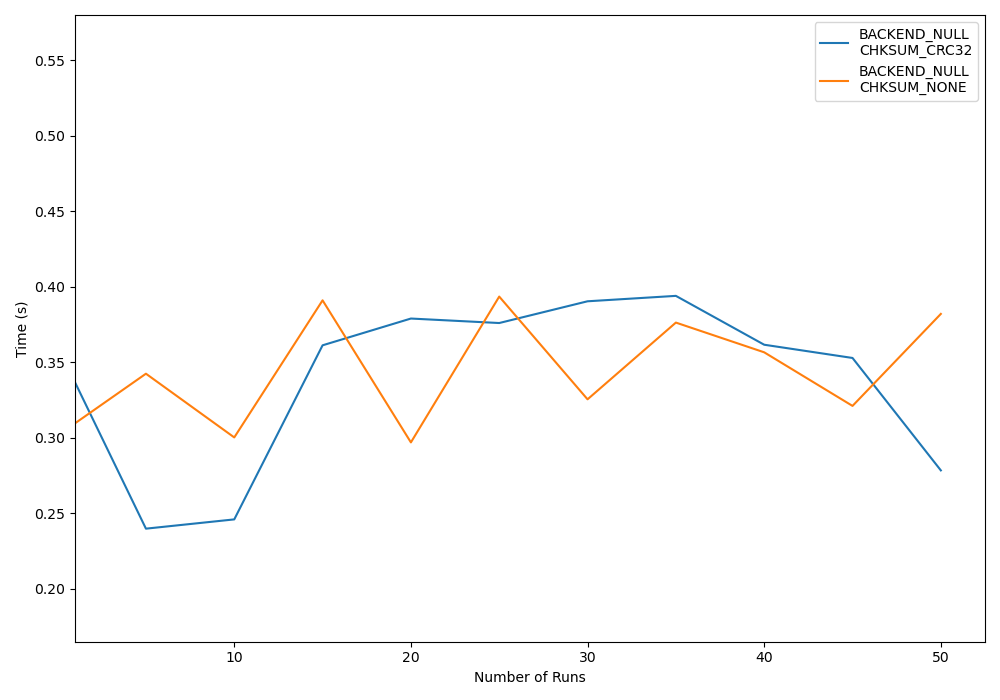 BACKEND_NULL
CHKSUM_CRC32
BACKEND_NULL
CHKSUM_NONE
0.55
0.50
0.45
0.40
0.35
0.30
0.25
0.20
Time (s)
10 20 30 40 50
Number of Runs